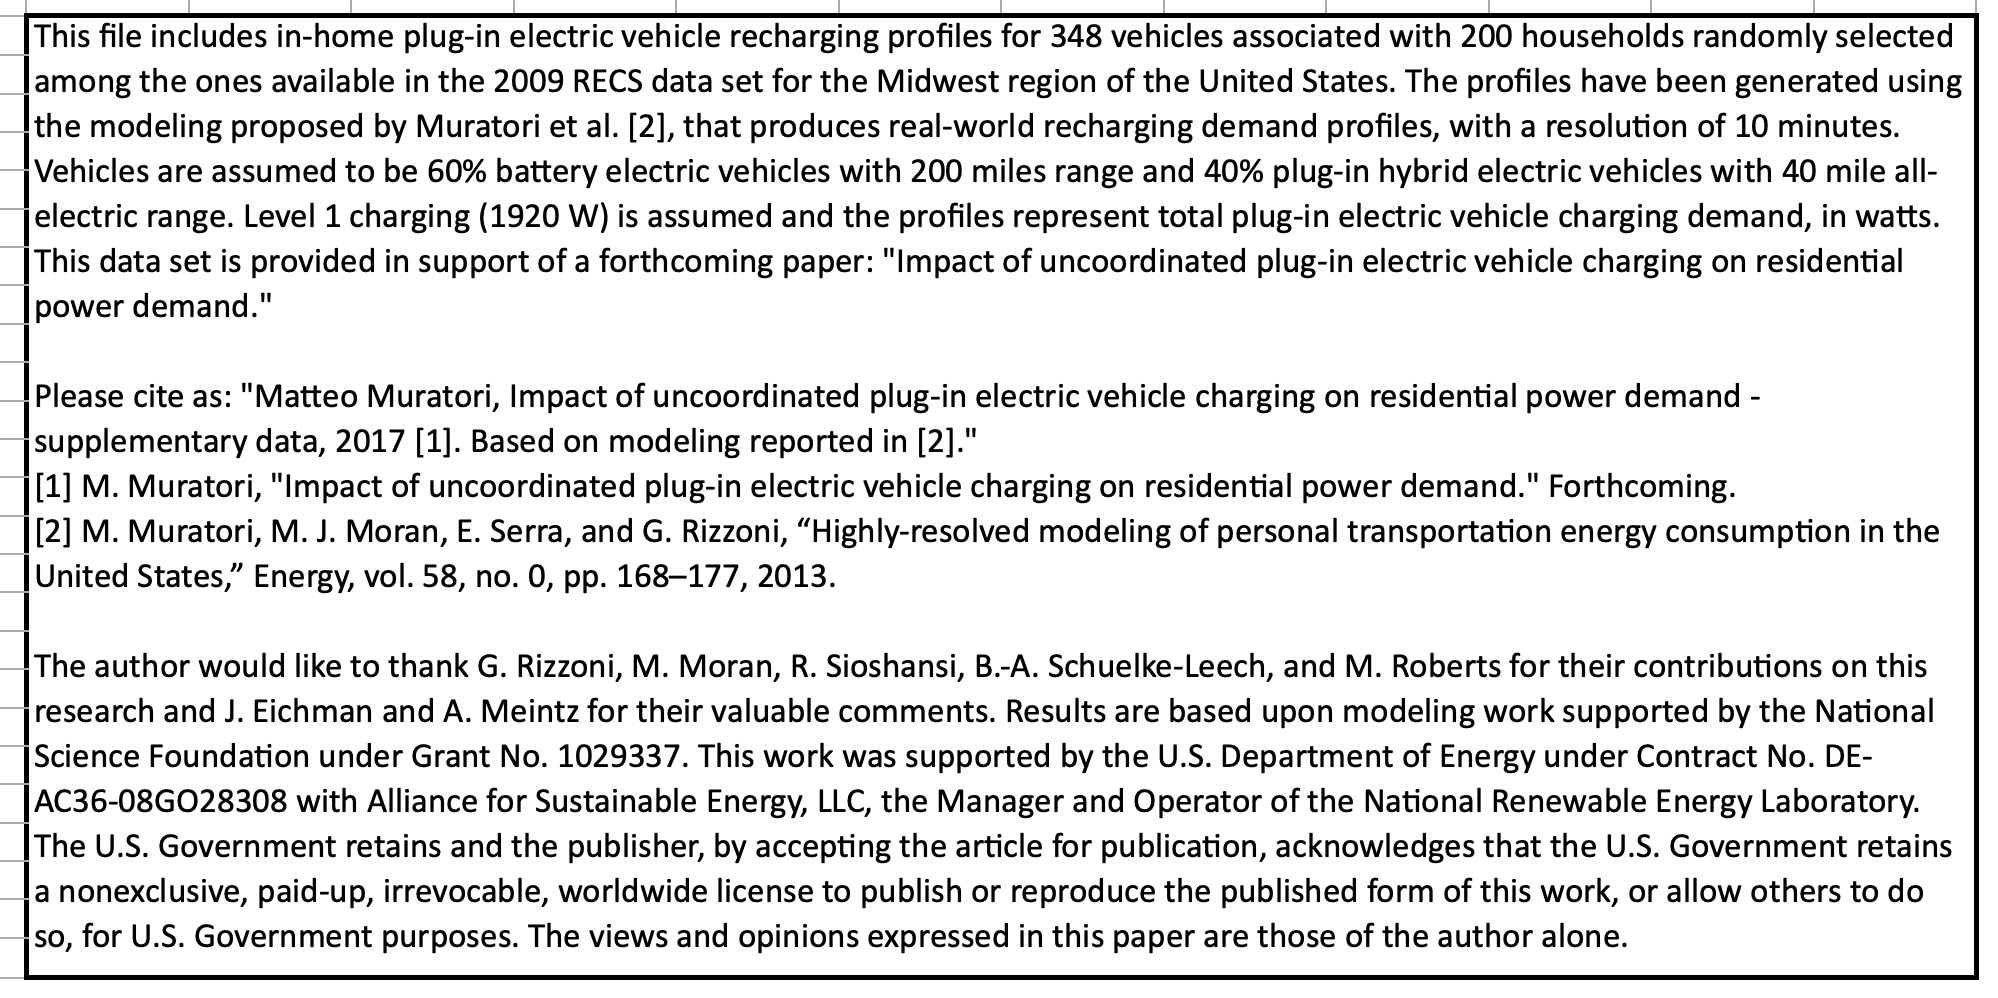 This file includes in-home plug-in electric vehicle recharging profiles for 348 vehicles associated with 200 households randomly selected
among the ones available in the 2009 RECS data set for the Midwest region of the United States. The profiles have been generated using
the modeling proposed by Muratori et al. [2], that produces real-world recharging demand profiles, with a resolution of 10 minutes.
Vehicles are assumed to be 60% battery electric vehicles with 200 miles range and 40% plug-in hybrid electric vehicles with 40 mile all-
electric range. Level 1 charging (1920 W) is assumed and the profiles represent total plug-in electric vehicle charging demand, in watts.
This data set is provided in support of a forthcoming paper: "Impact of uncoordinated plug-in electric vehicle charging on residential
power demand."
Please cite as: "Matteo Muratori, Impact of uncoordinated plug-in electric vehicle charging on residential power demand -
supplementary data, 2017 [1]. Based on modeling reported in [2]."
[1] M. Muratori, "Impact of uncoordinated plug-in electric vehicle charging on residential power demand." Forthcoming.
[2] M. Muratori, M. J. Moran, E. Serra, and G. Rizzoni, “Highly-resolved modeling of personal transportation energy consumption in the
United States,” Energy, vol. 58, no. 0, pp. 168–177, 2013.
The author would like to thank G. Rizzoni, M. Moran, R. Sioshansi, B.-A. Schuelke-Leech, and M. Roberts for their contributions on this
research and J. Eichman and A. Meintz for their valuable comments. Results are based upon modeling work supported by the National
Science Foundation under Grant No. 1029337. This work was supported by the U.S. Department of Energy under Contract No. DE-
AC36-08GO28308 with Alliance for Sustainable Energy, LLC, the Manager and Operator of the National Renewable Energy Laboratory.
The U.S. Government retains and the publisher, by accepting the article for publication, acknowledges that the U.S. Government retains
a nonexclusive, paid-up, irrevocable, worldwide license to publish or reproduce the published form of this work, or allow others to do
so, for U.S. Government purposes. The views and opinions expressed in this paper are those of the author alone.